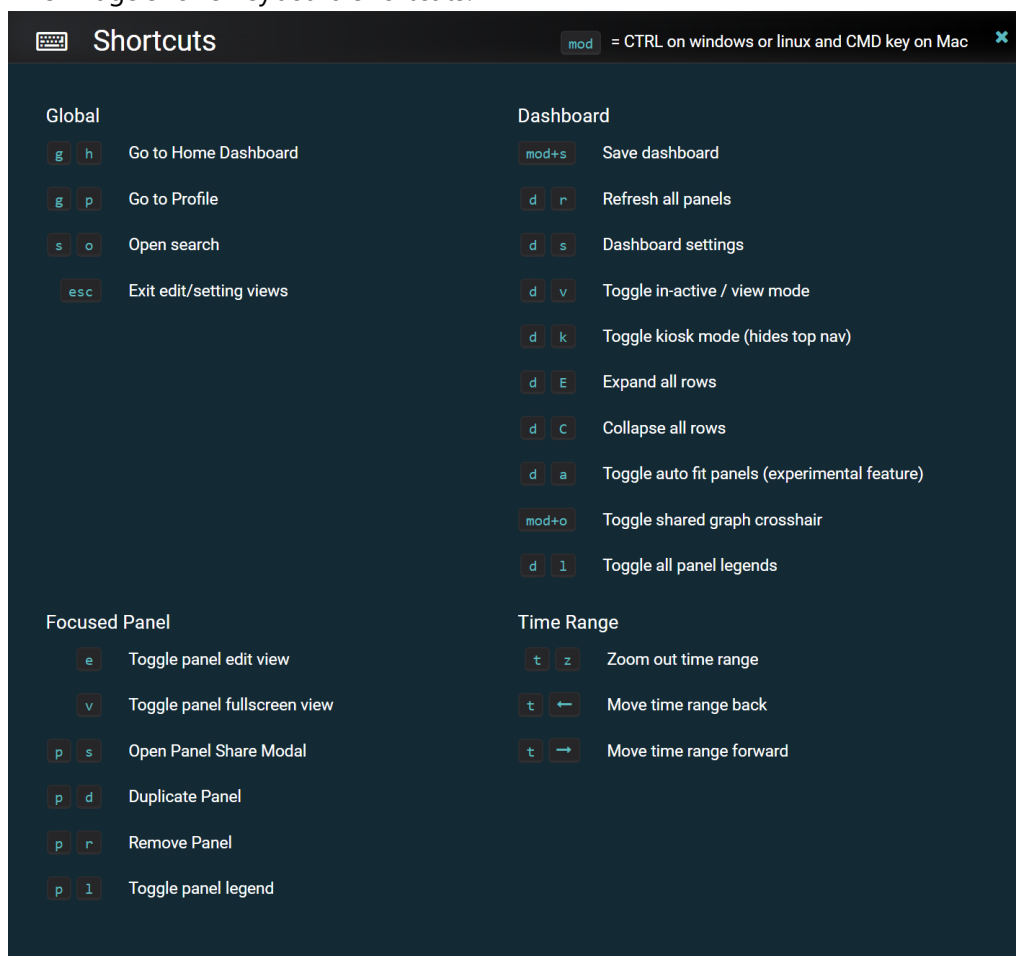 Shortcuts
mod = CTRL on windows or linux and CMD key on Mac
Global
g h Go to Home Dashboard
g p Go to Profile
s o Open search
esc Exit edit/setting views
Dashboard
mod+s Save dashboard
d r Refresh all panels
d s Dashboard settings
d v Toggle in-active / view mode
d k Toggle kiosk mode (hides top nav)
d E Expand all rows
d C Collapse all rows
d a Toggle auto fit panels (experimental feature)
mod+o Toggle shared graph crosshair
d l Toggle all panel legends
Focused Panel
e Toggle panel edit view
v Toggle panel fullscreen view
p s Open Panel Share Modal
p d Duplicate Panel
p r Remove Panel
p l Toggle panel legend
Time Range
t z Zoom out time range
t ← Move time range back
t → Move time range forward